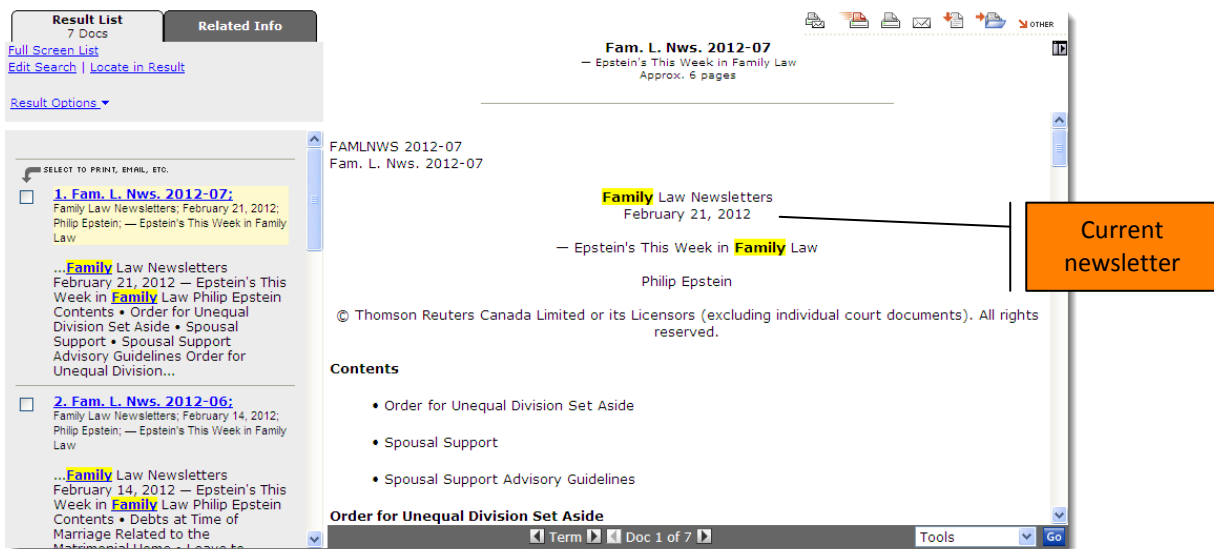 Result List
7 Docs
Related Info
Full Screen List
Edit Search | Locate in Result
Result Options
SELECT TO PRINT, EMAIL, ETC.
1. Fam. L. Nws. 2012-07;
Family Law Newsletters; February 21, 2012;
Philip Epstein; — Epstein's This Week in Family
Law
...Family Law Newsletters
February 21, 2012 — Epstein's This
Week in Family Law Philip Epstein
Contents • Order for Unequal
Division Set Aside • Spousal
Support • Spousal Support
Advisory Guidelines Order for
Unequal Division...
2. Fam. L. Nws. 2012-06;
Family Law Newsletters; February 14, 2012;
Philip Epstein; — Epstein's This Week in Family
Law
...Family Law Newsletters
February 14, 2012 — Epstein's This
Week in Family Law Philip Epstein
Contents • Debts at Time of
Marriage Related to the
Matrimonial Home • Leave to
OTHER
Fam. L. Nws. 2012-07
— Epstein's This Week in Family Law
Approx. 6 pages
FAMLNWS 2012-07
Fam. L. Nws. 2012-07
Family Law Newsletters
February 21, 2012
— Epstein's This Week in Family Law
Philip Epstein
© Thomson Reuters Canada Limited or its Licensors (excluding individual court documents). All rights
reserved.
Contents
• Order for Unequal Division Set Aside
• Spousal Support
• Spousal Support Advisory Guidelines
Order for Unequal Division Set Aside
Term Doc 1 of 7
Tools
Go
Current
newsletter